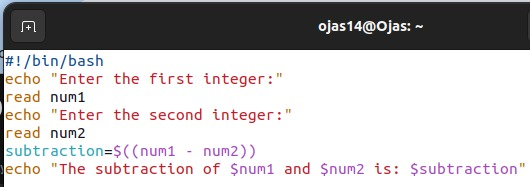 ojas14@Ojas: ~
#!/bin/bash
echo "Enter the first integer:"
read num1
echo "Enter the second integer:"
read num2
subtraction=$((num1 - num2))
echo "The subtraction of $num1 and $num2 is: $subtraction"